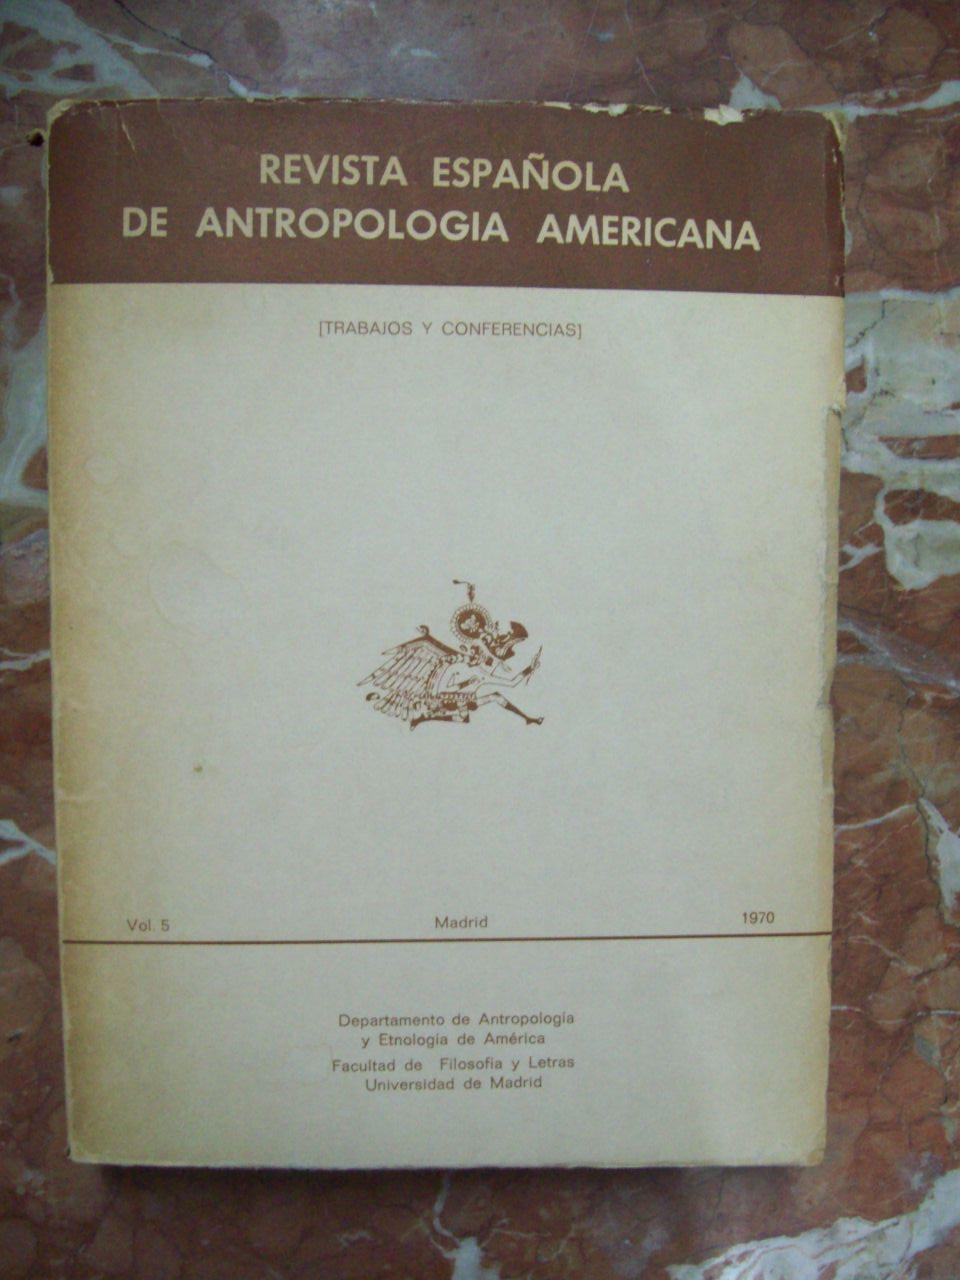 REVISTA ESPAÑOLA
DE ANTROPOLOGIA AMERICANA
[TRABAJOS Y CONFERENCIAS]
Vol. 5 Madrid 1970
Departamento de Antropología
y Etnología de América
Facultad de Filosofía y Letras
Universidad de Madrid